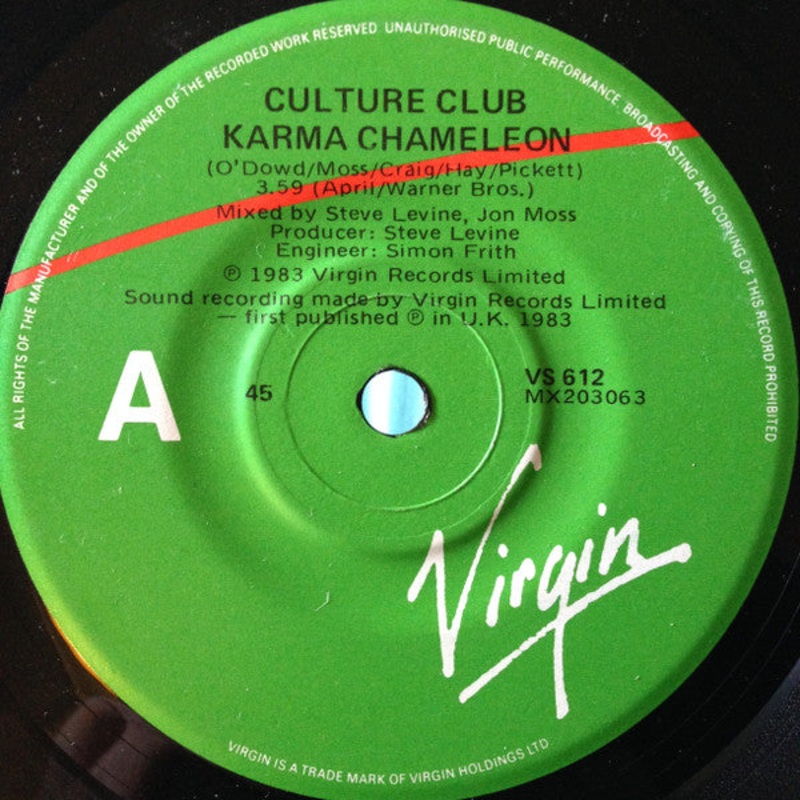 ALL RIGHTS OF THE MANUFACTURER AND OF THE OWNER OF THE RECORDED WORK RESERVED UNAUTHORISED PUBLIC PERFORMANCE, BROADCASTING AND COPYING OF THIS RECORD PROHIBITED
CULTURE CLUB
KARMA CHAMELEON
(O'Dowd/Moss/Craig/Hay/Pickett)
3.59 (April/Warner Bros.)
Mixed by Steve Levine, Jon Moss
Producer: Steve Levine
Engineer: Simon Frith
℗ 1983 Virgin Records Limited
Sound recording made by Virgin Records Limited
— first published ℗ in U.K. 1983
A
45
VS 612
MX203063
Virgin
VIRGIN IS A TRADE MARK OF VIRGIN HOLDINGS LTD